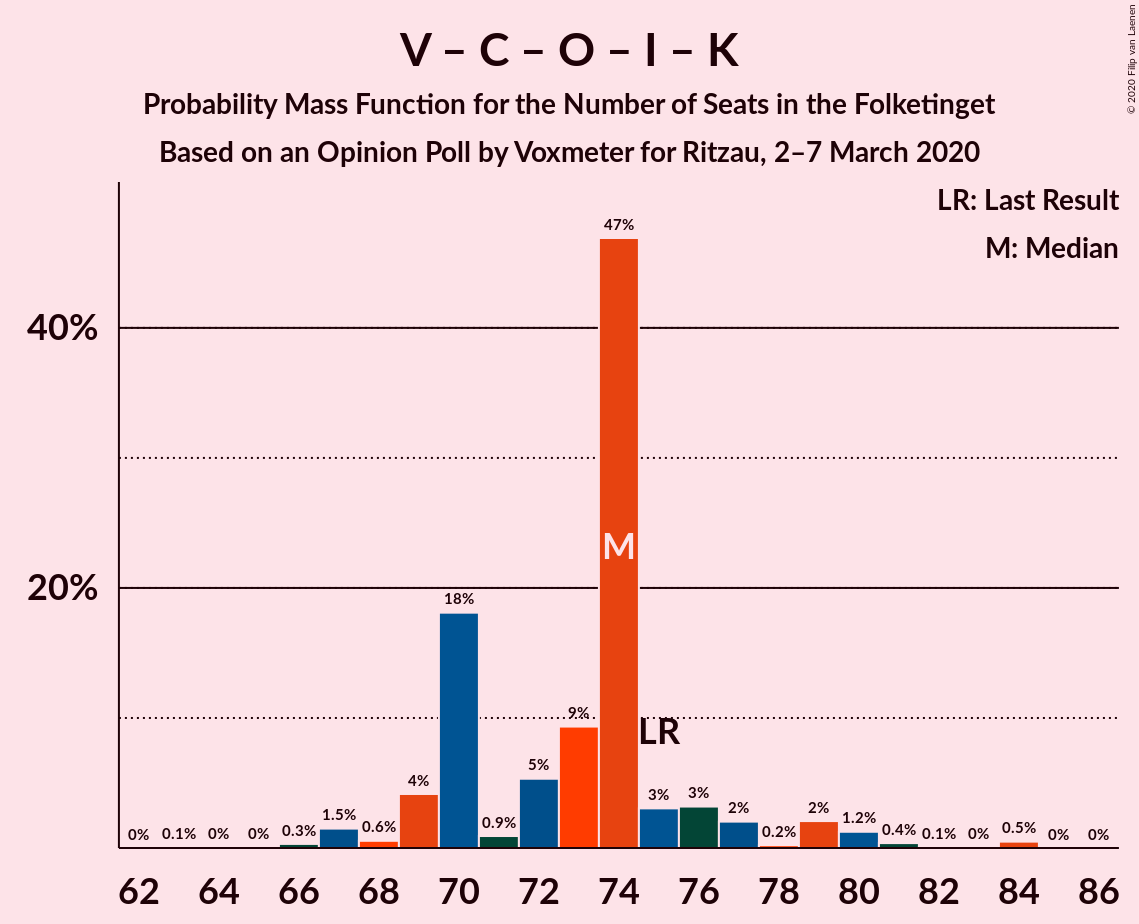 V – C – O – I – K
Probability Mass Function for the Number of Seats in the Folketinget
Based on an Opinion Poll by Voxmeter for Ritzau, 2–7 March 2020
© 2020 Filip van Laenen
LR: Last Result
M: Median
40%
20%
0% 0.1% 0% 0% 0.3% 1.5% 0.6% 4% 18% 0.9% 5% 9% 47% 3% 3% 2% 0.2% 2% 1.2% 0.4% 0.1% 0% 0.5% 0% 0%
M
LR
62 64 66 68 70 72 74 76 78 80 82 84 86